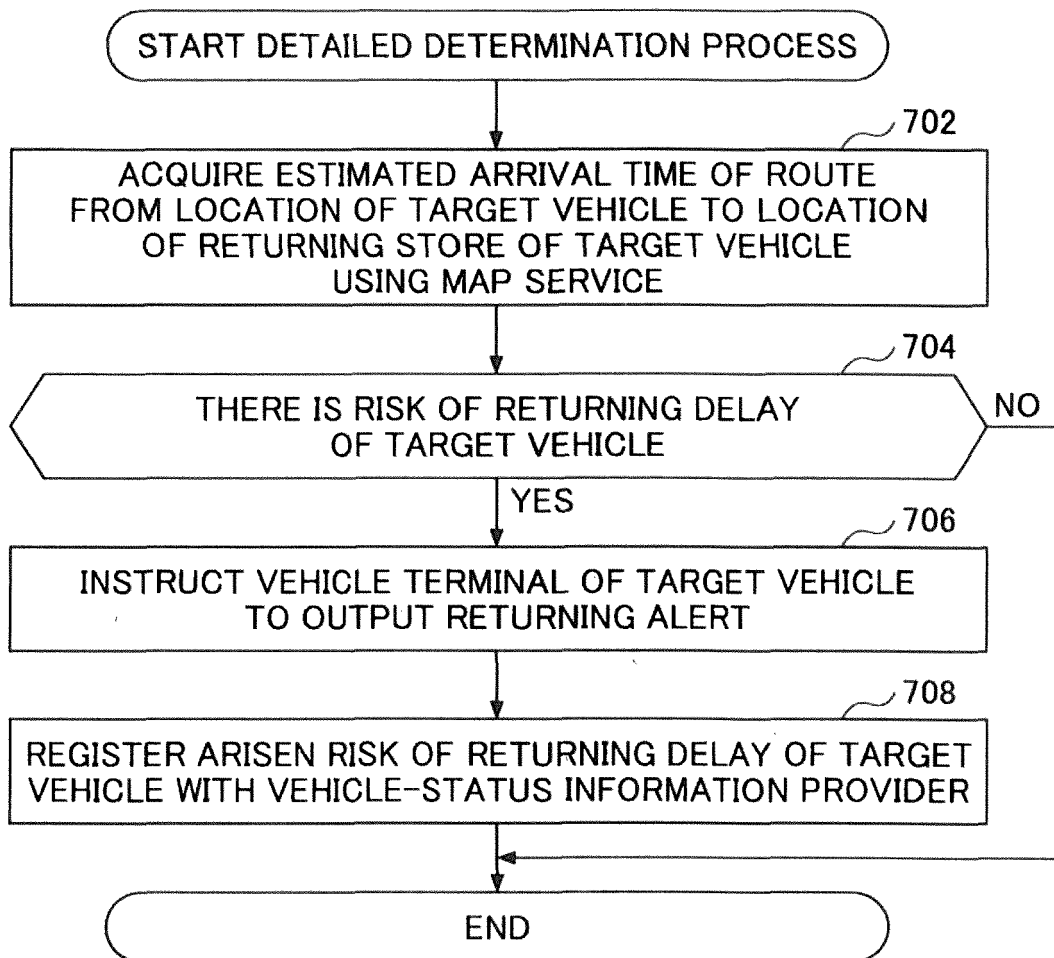 START DETAILED DETERMINATION PROCESS
702
ACQUIRE ESTIMATED ARRIVAL TIME OF ROUTE
FROM LOCATION OF TARGET VEHICLE TO LOCATION
OF RETURNING STORE OF TARGET VEHICLE
USING MAP SERVICE
704
THERE IS RISK OF RETURNING DELAY
OF TARGET VEHICLE
NO
YES
706
INSTRUCT VEHICLE TERMINAL OF TARGET VEHICLE
TO OUTPUT RETURNING ALERT
708
REGISTER ARISEN RISK OF RETURNING DELAY OF TARGET
VEHICLE WITH VEHICLE-STATUS INFORMATION PROVIDER
END